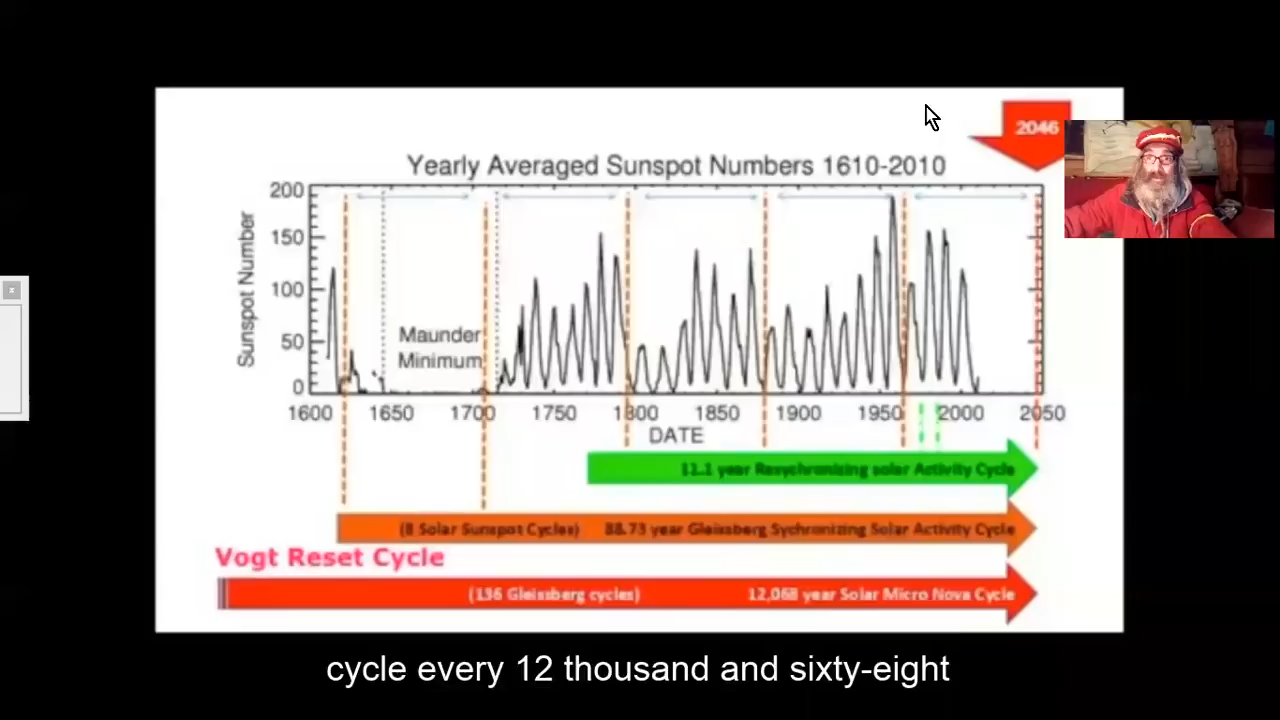 2046
Yearly Averaged Sunspot Numbers 1610-2010
200
150
100
50
0
Sunspot Number
Maunder
Minimum
1600 1650 1700 1750 1800 1850 1900 1950 2000 2050
DATE
11.1 year Resychronizing solar Activity Cycle
(8 Solar Sunspot Cycles) 88.73 year Gleissberg Sychronizing Solar Activity Cycle
Vogt Reset Cycle
(136 Gleissberg cycles) 12,068 year Solar Micro Nova Cycle
cycle every 12 thousand and sixty-eight